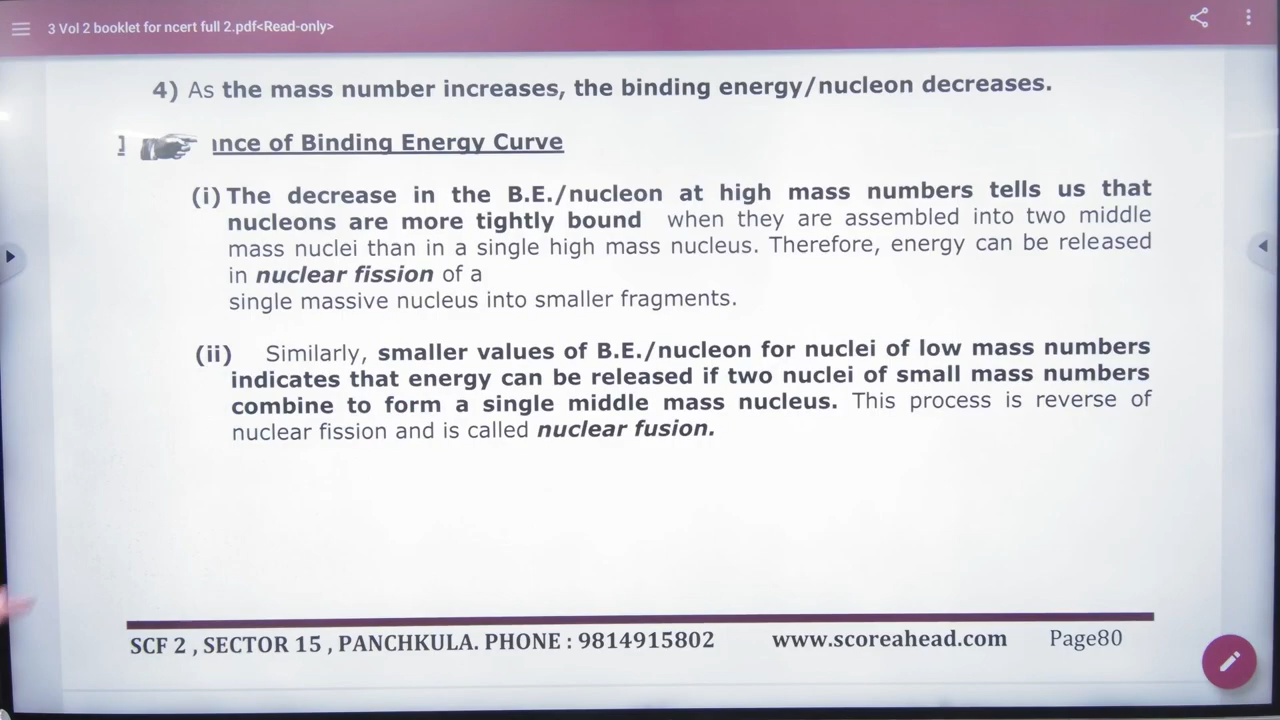 3 Vol 2 booklet for ncert full 2.pdf<Read-only>
4) As the mass number increases, the binding energy/nucleon decreases.
nce of Binding Energy Curve
(i) The decrease in the B.E./nucleon at high mass numbers tells us that
nucleons are more tightly bound when they are assembled into two middle
mass nuclei than in a single high mass nucleus. Therefore, energy can be released
in nuclear fission of a
single massive nucleus into smaller fragments.
(ii) Similarly, smaller values of B.E./nucleon for nuclei of low mass numbers
indicates that energy can be released if two nuclei of small mass numbers
combine to form a single middle mass nucleus. This process is reverse of
nuclear fission and is called nuclear fusion.
SCF 2 , SECTOR 15 , PANCHKULA. PHONE : 9814915802 www.scoreahead.com Page80